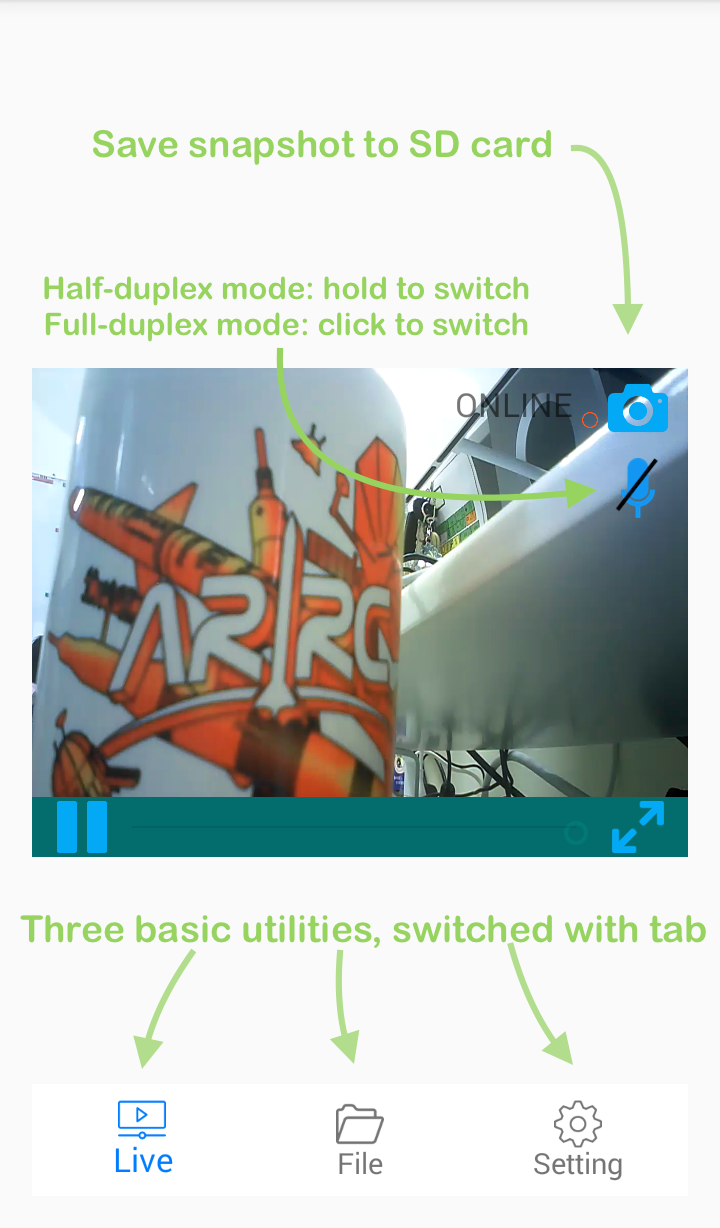 Save snapshot to SD card
Half-duplex mode: hold to switch
Full-duplex mode: click to switch
ONLINE
Three basic utilities, switched with tab
Live
File
Setting